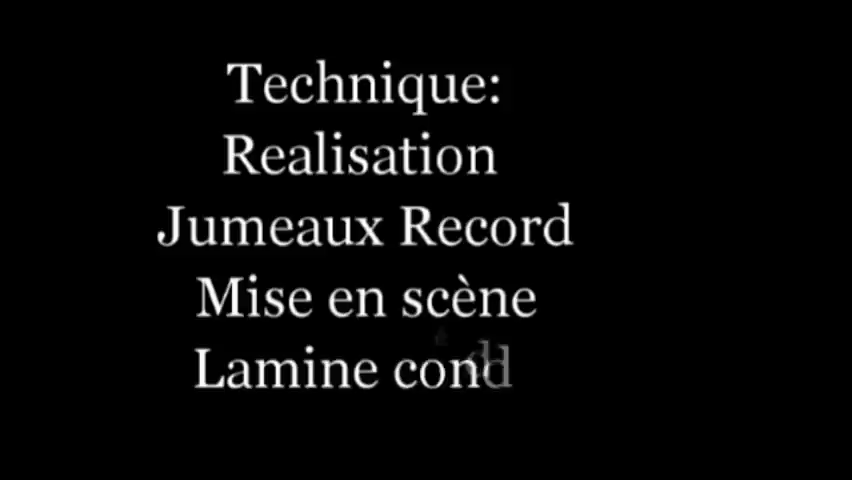 Technique:
Realisation
Jumeaux Record
Mise en scène
Lamine